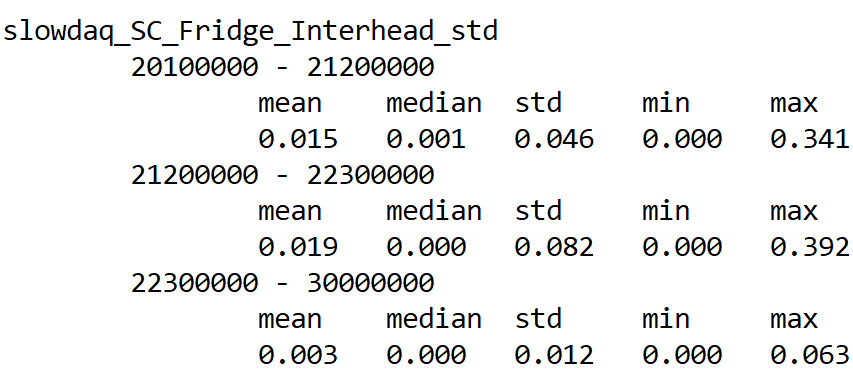 slowdaq_SC_Fridge_Interhead_std
20100000 - 21200000
mean median std min max
0.015 0.001 0.046 0.000 0.341
21200000 - 22300000
mean median std min max
0.019 0.000 0.082 0.000 0.392
22300000 - 30000000
mean median std min max
0.003 0.000 0.012 0.000 0.063